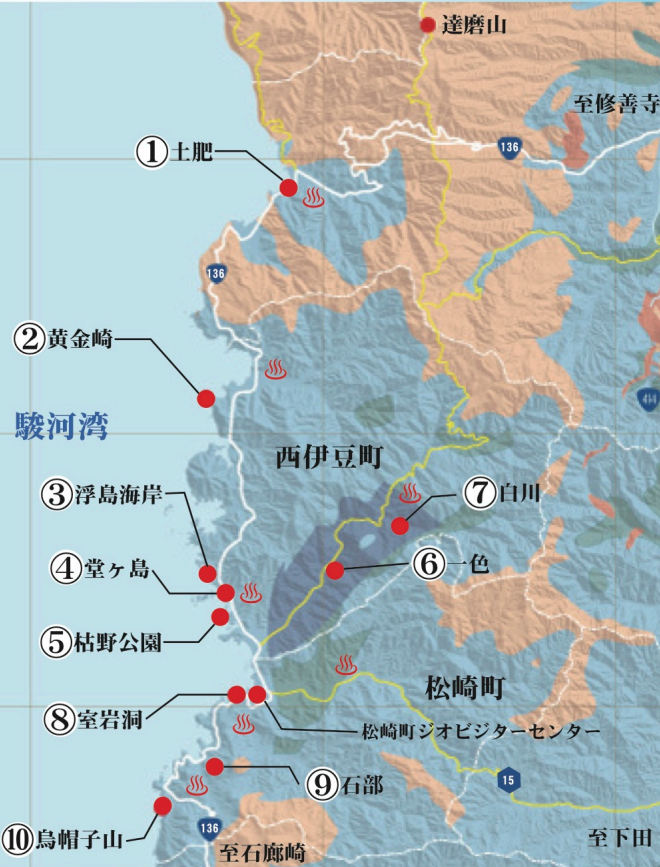 達磨山
至修善寺
136
①土肥
136
②黄金崎
駿河湾
414
西伊豆町
③浮島海岸
⑦白川
④堂ヶ島
⑥一色
⑤枯野公園
松崎町
⑧室岩洞
松崎町ジオビジターセンター
15
⑨石部
136
⑩烏帽子山
至石廊崎
至下田